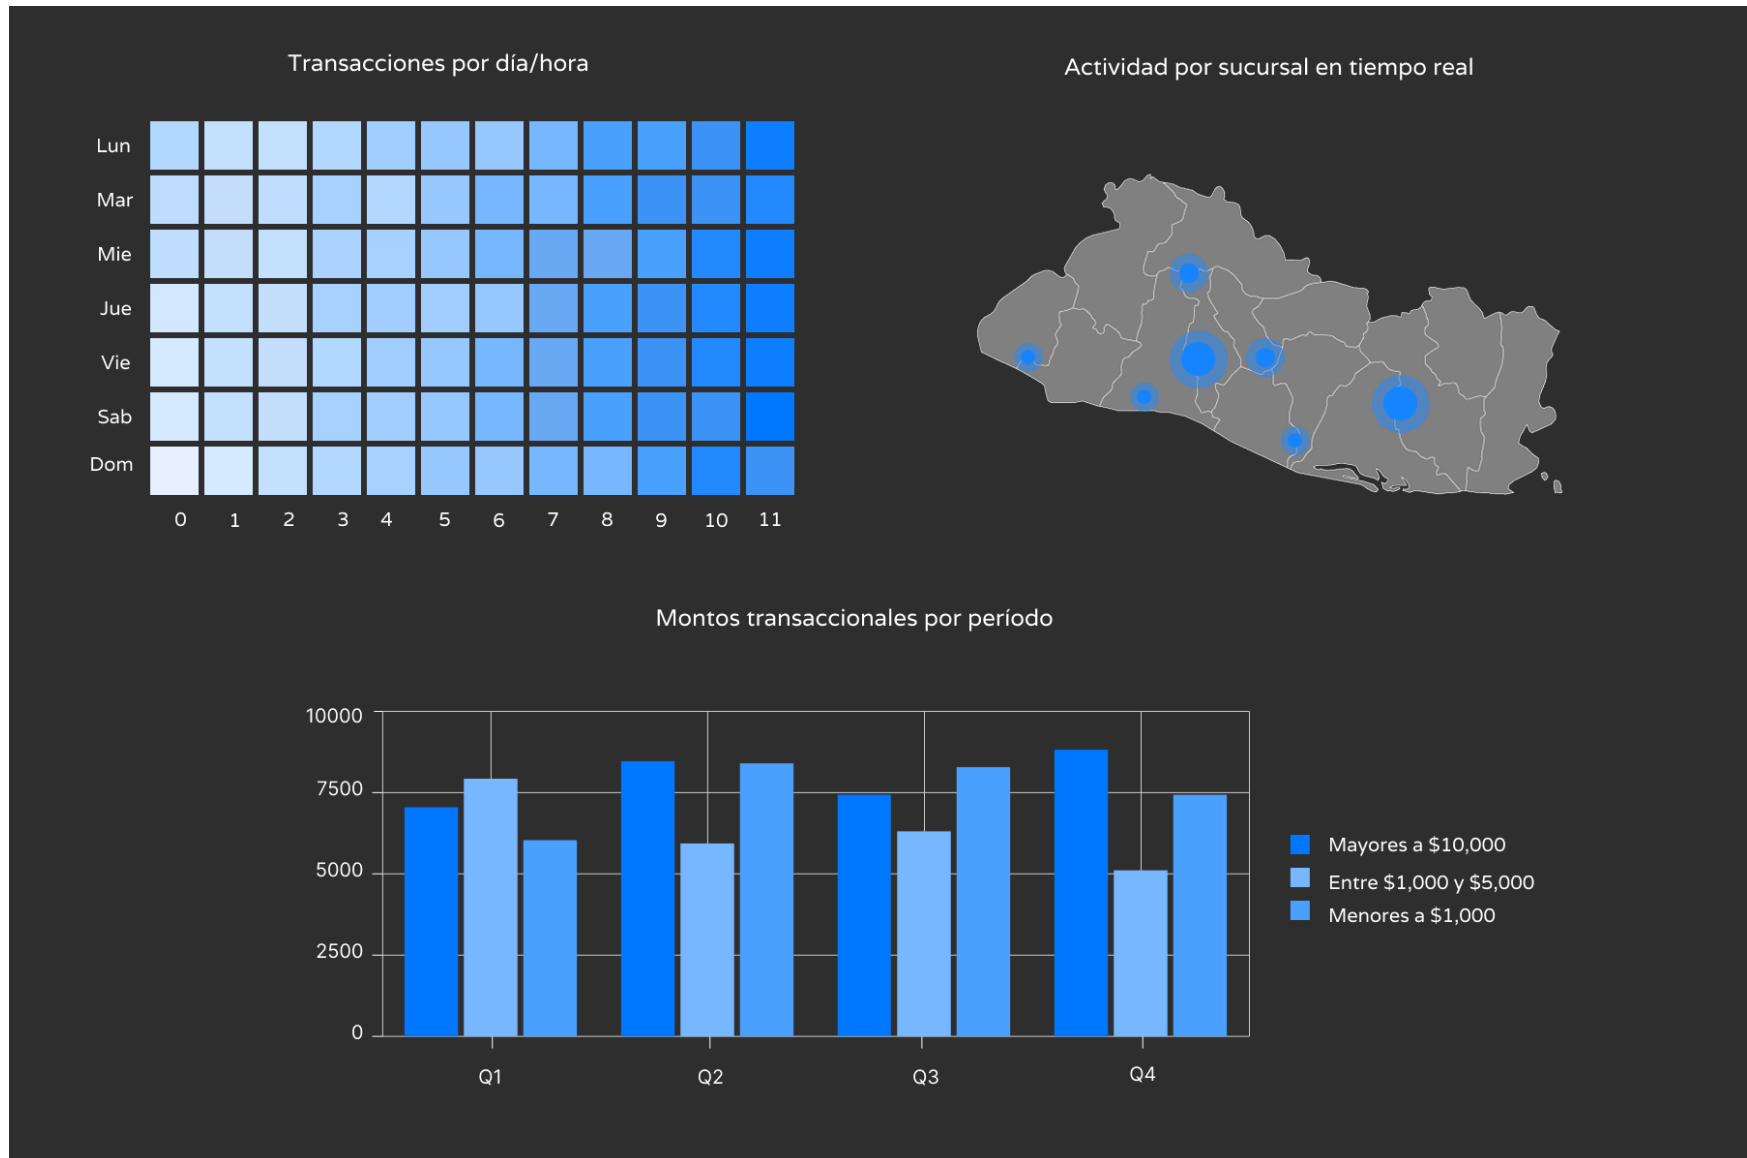 Transacciones por día/hora
Lun
Mar
Mie
Jue
Vie
Sab
Dom
0 1 2 3 4 5 6 7 8 9 10 11
Actividad por sucursal en tiempo real
Montos transaccionales por período
10000
7500
5000
2500
0
Q1 Q2 Q3 Q4
Mayores a $10,000
Entre $1,000 y $5,000
Menores a $1,000